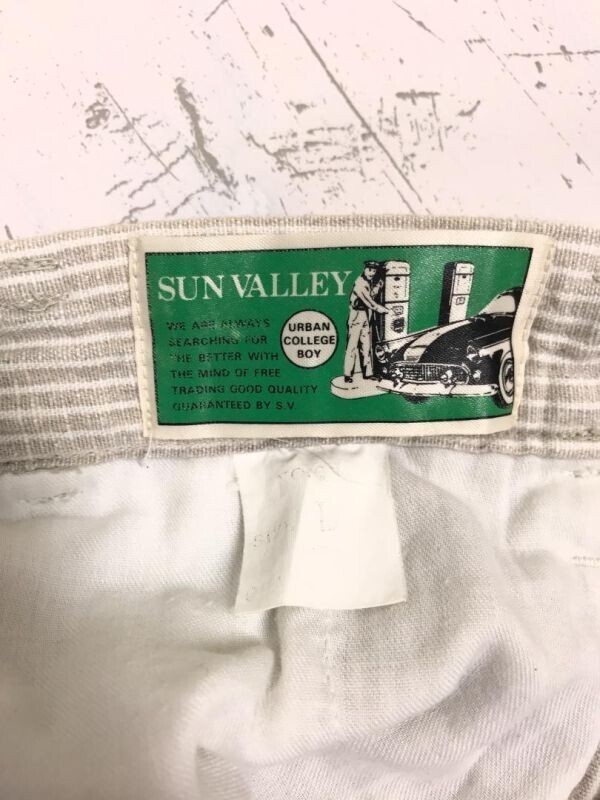 SUN VALLEY
WE ARE ALWAYS
SEARCHING FOR
THE BETTER WITH
THE MIND OF FREE
TRADING GOOD QUALITY
GUARANTEED BY S.V.
URBAN
COLLEGE
BOY
SIZE L